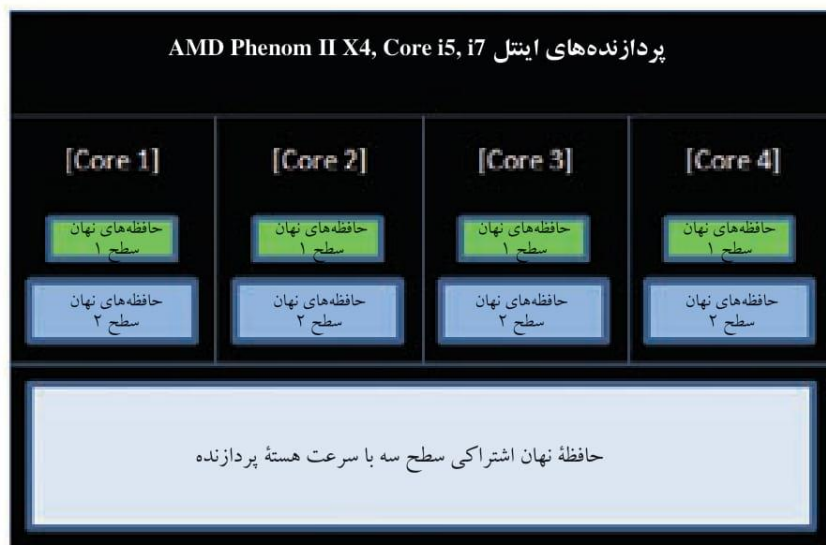 پردازنده‌های اینتل AMD Phenom II X4, Core i5, i7
[Core 1] [Core 2] [Core 3] [Core 4]
حافظه‌های نهان حافظه‌های نهان حافظه‌های نهان حافظه‌های نهان
سطح ۱ سطح ۱ سطح ۱ سطح ۱
حافظه‌های نهان حافظه‌های نهان حافظه‌های نهان حافظه‌های نهان
سطح ۲ سطح ۲ سطح ۲ سطح ۲
حافظهٔ نهان اشتراکی سطح سه با سرعت هستهٔ پردازنده